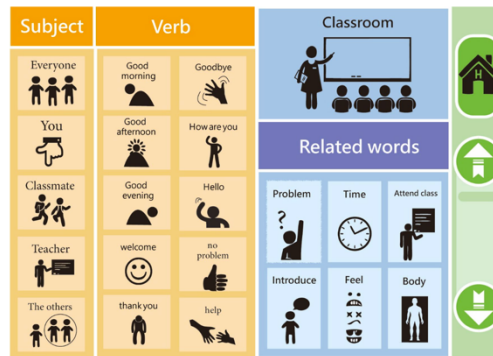 Subject
Verb
Classroom
Everyone
Good
morning
Goodbye
You
Good
afternoon
How are you
Related words
Classmate
Good
evening
Hello
Problem
Time
Attend class
?
Teacher
welcome
no
problem
Introduce
Feel
Body
The others
thank you
help
H